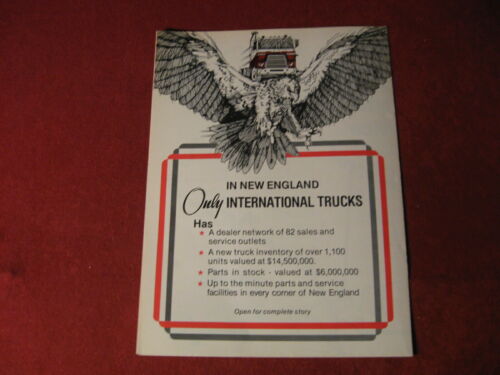 IN NEW ENGLAND
Only INTERNATIONAL TRUCKS
Has
★ A dealer network of 82 sales and
service outlets
★ A new truck inventory of over 1,100
units valued at $14,500,000.
★ Parts in stock - valued at $6,000,000
★ Up to the minute parts and service
facilities in every corner of New England
Open for complete story